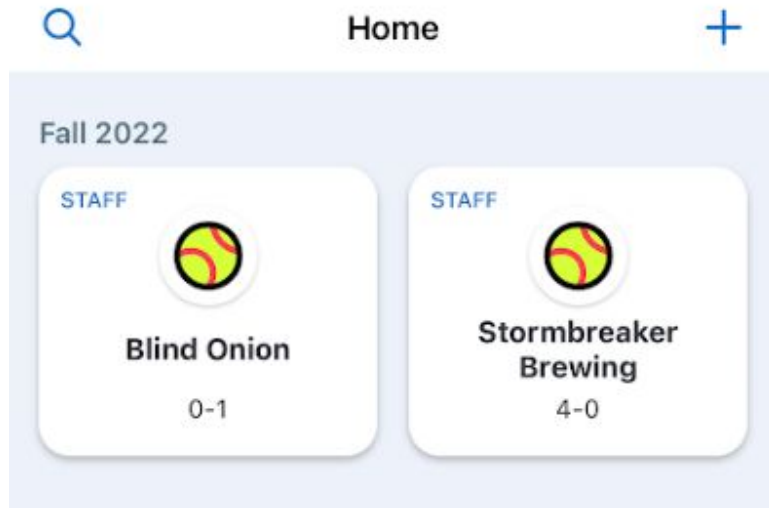 Home
Fall 2022
STAFF
Blind Onion
0-1
STAFF
Stormbreaker
Brewing
4-0